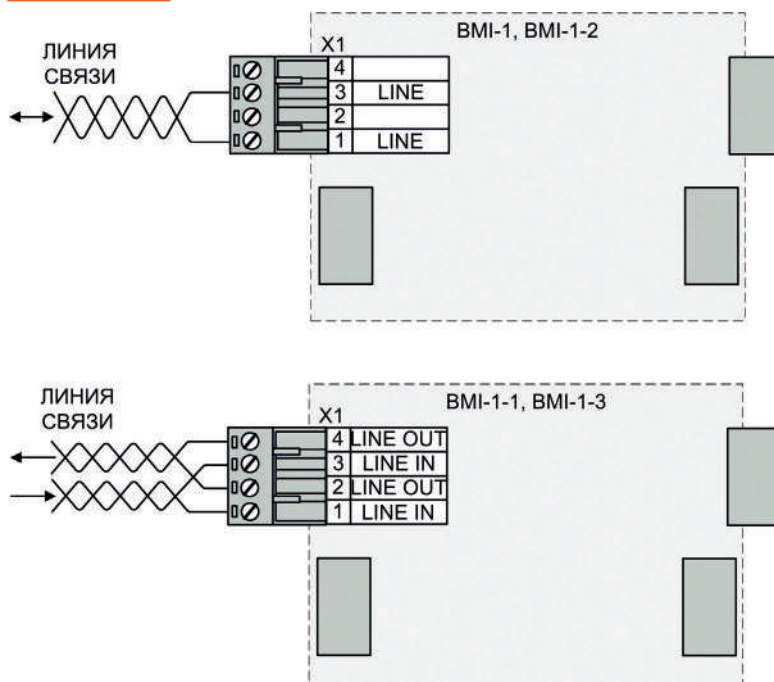 BMI-1, BMI-1-2
ЛИНИЯ
СВЯЗИ
X1
4
3 LINE
2
1 LINE
BMI-1-1, BMI-1-3
ЛИНИЯ
СВЯЗИ
X1
4 LINE OUT
3 LINE IN
2 LINE OUT
1 LINE IN